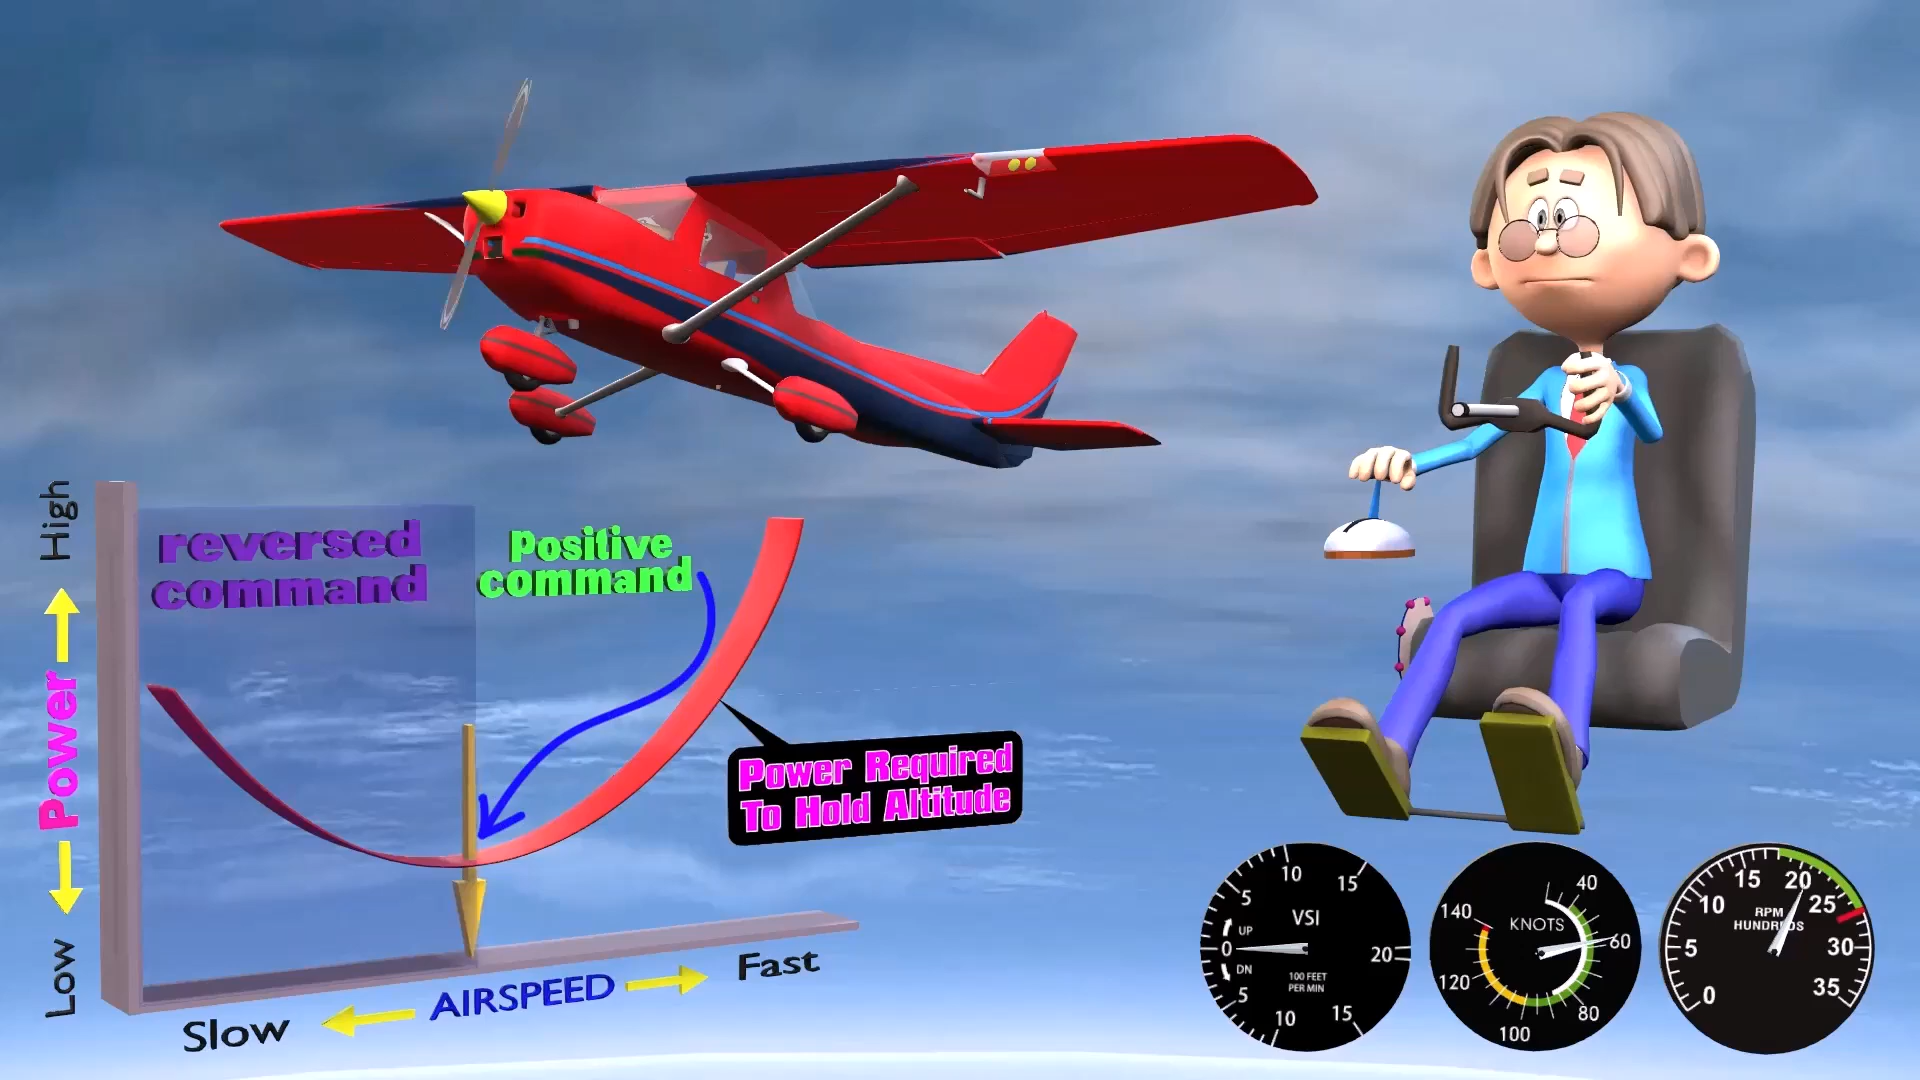 High
Power
Low
reversed
command
Positive
command
Power Required
To Hold Altitude
Slow
AIRSPEED
Fast
10
15
5
VSI
UP
0
20
DN
100 FEET
PER MIN
5
10
15
40
140
KNOTS
60
120
80
100
15
20
10
25
RPM
HUNDREDS
5
30
0
35